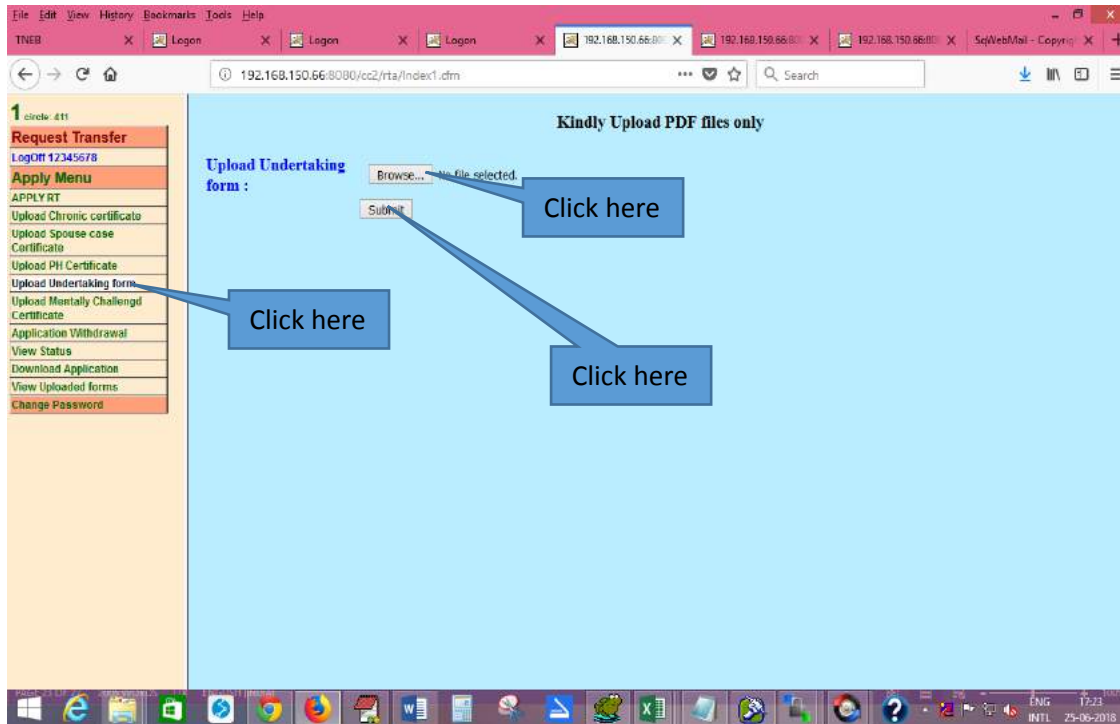 File Edit View History Bookmarks Tools Help
TNEB
Logon
Logon
Logon
192.168.150.66:80
192.168.150.66:80
192.168.150.66:80
SqWebMail - Copyrig
192.168.150.66:8080/cc2/rta/Index1.dfm
Search
1 circle: 411
Request Transfer
LogOff 12345678
Apply Menu
APPLY RT
Upload Chronic certificate
Upload Spouse case
Certificate
Upload PH Certificate
Upload Undertaking form
Upload Mentally Challengd
Certificate
Application Withdrawal
View Status
Download Application
View Uploaded forms
Change Password
Kindly Upload PDF files only
Upload Undertaking
form :
Browse... No file selected.
Submit
Click here
Click here
Click here
ENG 17:23
INTL 25-06-2018